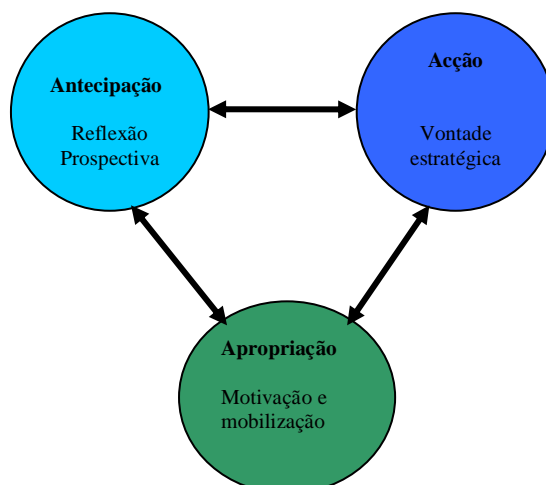 Antecipação
Reflexão
Prospectiva
Acção
Vontade
estratégica
Apropriação
Motivação e
mobilização